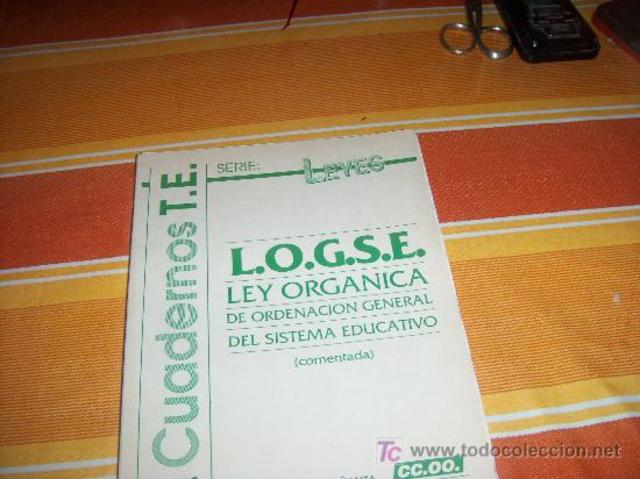 Cuadernos T.E.
SERIE: LEYES
L.O.G.S.E.
LEY ORGANICA
DE ORDENACION GENERAL
DEL SISTEMA EDUCATIVO
(comentada)
CC.OO.
TC www.todocoleccion.net